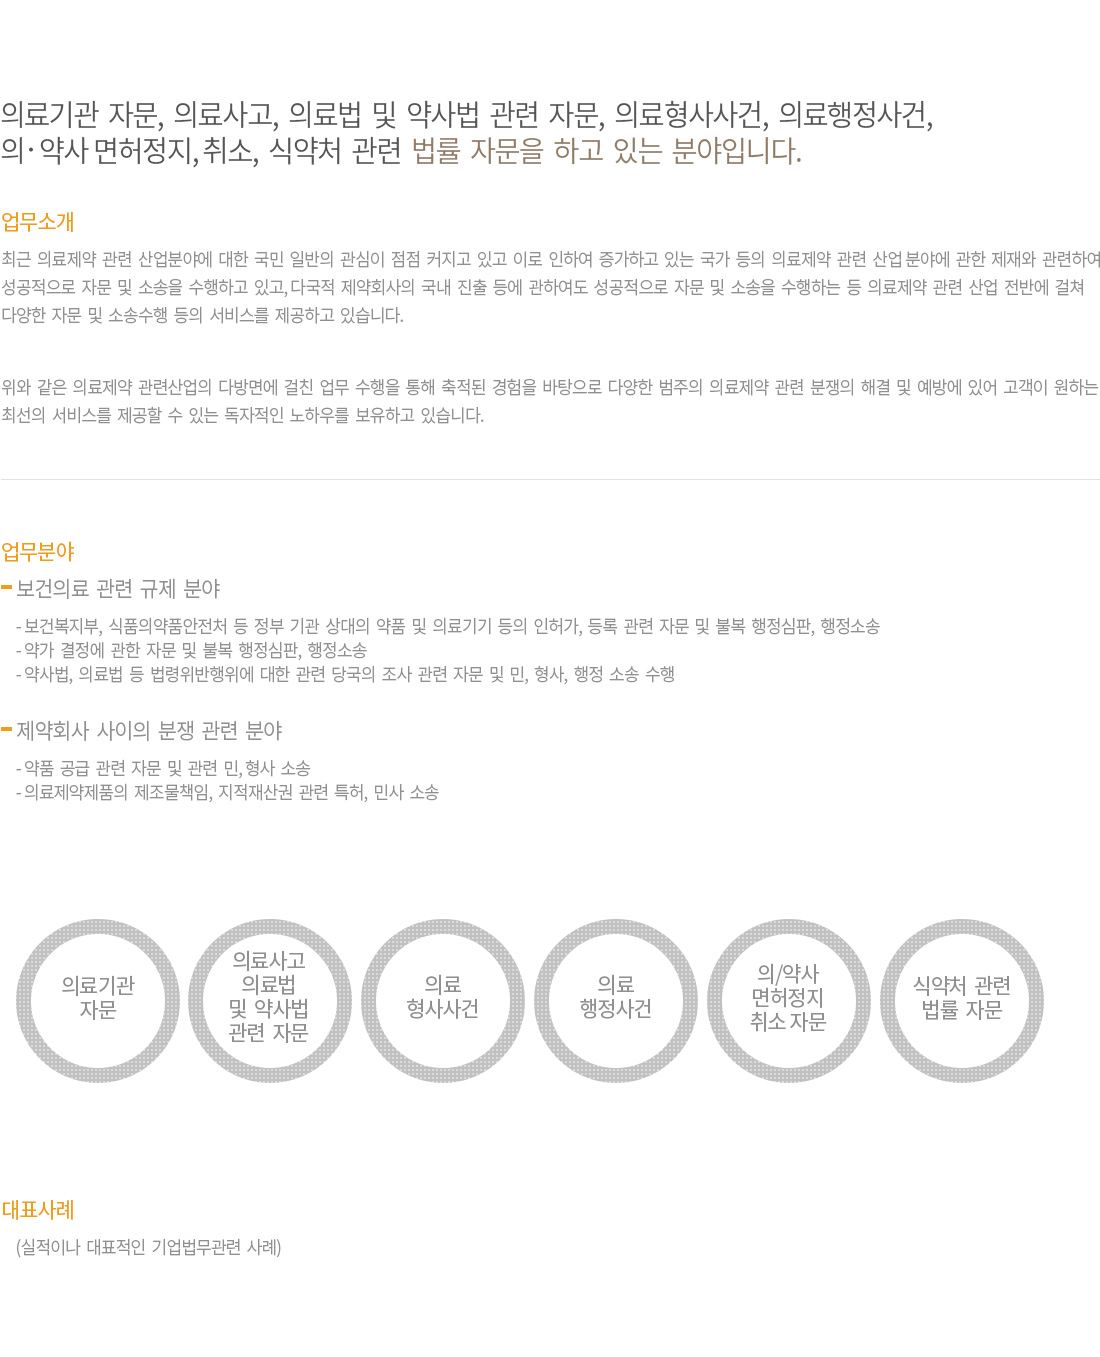 의료기관 자문, 의료사고, 의료법 및 약사법 관련 자문, 의료형사사건, 의료행정사건,
의·약사 면허정지, 취소, 식약처 관련 법률 자문을 하고 있는 분야입니다.
업무소개
최근 의료제약 관련 산업분야에 대한 국민 일반의 관심이 점점 커지고 있고 이로 인하여 증가하고 있는 국가 등의 의료제약 관련 산업 분야에 관한 제재와 관련하여
성공적으로 자문 및 소송을 수행하고 있고, 다국적 제약회사의 국내 진출 등에 관하여도 성공적으로 자문 및 소송을 수행하는 등 의료제약 관련 산업 전반에 걸쳐
다양한 자문 및 소송수행 등의 서비스를 제공하고 있습니다.
위와 같은 의료제약 관련산업의 다방면에 걸친 업무 수행을 통해 축적된 경험을 바탕으로 다양한 범주의 의료제약 관련 분쟁의 해결 및 예방에 있어 고객이 원하는
최선의 서비스를 제공할 수 있는 독자적인 노하우를 보유하고 있습니다.
업무분야
보건의료 관련 규제 분야
- 보건복지부, 식품의약품안전처 등 정부 기관 상대의 약품 및 의료기기 등의 인허가, 등록 관련 자문 및 불복 행정심판, 행정소송
- 약가 결정에 관한 자문 및 불복 행정심판, 행정소송
- 약사법, 의료법 등 법령위반행위에 대한 관련 당국의 조사 관련 자문 및 민, 형사, 행정 소송 수행
제약회사 사이의 분쟁 관련 분야
- 약품 공급 관련 자문 및 관련 민, 형사 소송
- 의료제약제품의 제조물책임, 지적재산권 관련 특허, 민사 소송
의료기관
자문
의료사고
의료법
및 약사법
관련 자문
의료
형사사건
의료
행정사건
의/약사
면허정지
취소 자문
식약처 관련
법률 자문
대표사례
(실적이나 대표적인 기업법무관련 사례)